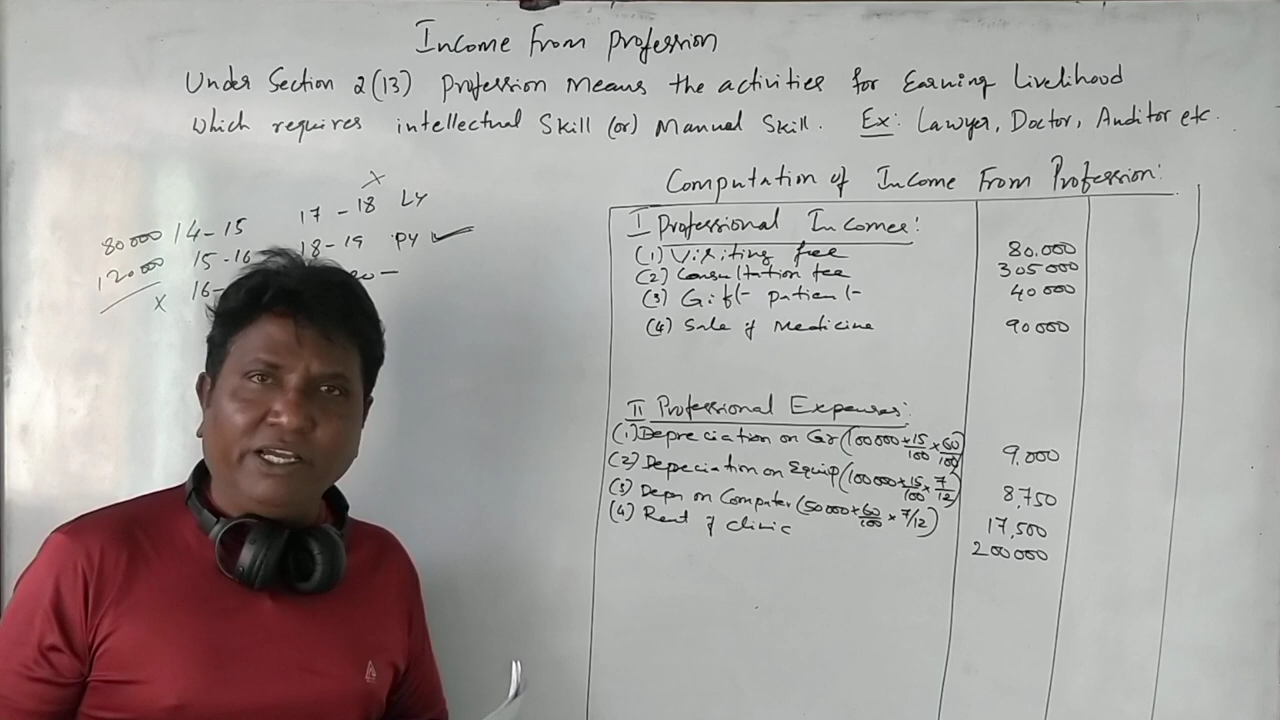 Income From Profession
Under Section 2(13) Profession Means the activities for Earning Livelihood
Which requires intellectual Skill (or) Manual Skill. Ex: Lawyer, Doctor, Auditor etc.
X
80000 14-15 17-18 LY
120000 15-16 18-19 PY ✓
X 16-
Computation of Income From Profession:
I Professional Incomes:
(1) Visiting fee 80,000
(2) Consultation fee 305000
(3) Gift- patient- 40000
(4) Sale of Medicine 90000
II Professional Expenses:
(1) Depreciation on Car (100000×15/100×60/100) 9,000
(2) Depeciation on Equip (100000×15/100×7/12) 8,750
(3) Depn on Computer (50000×60/100×7/12) 17,500
(4) Rent of clinic 200000